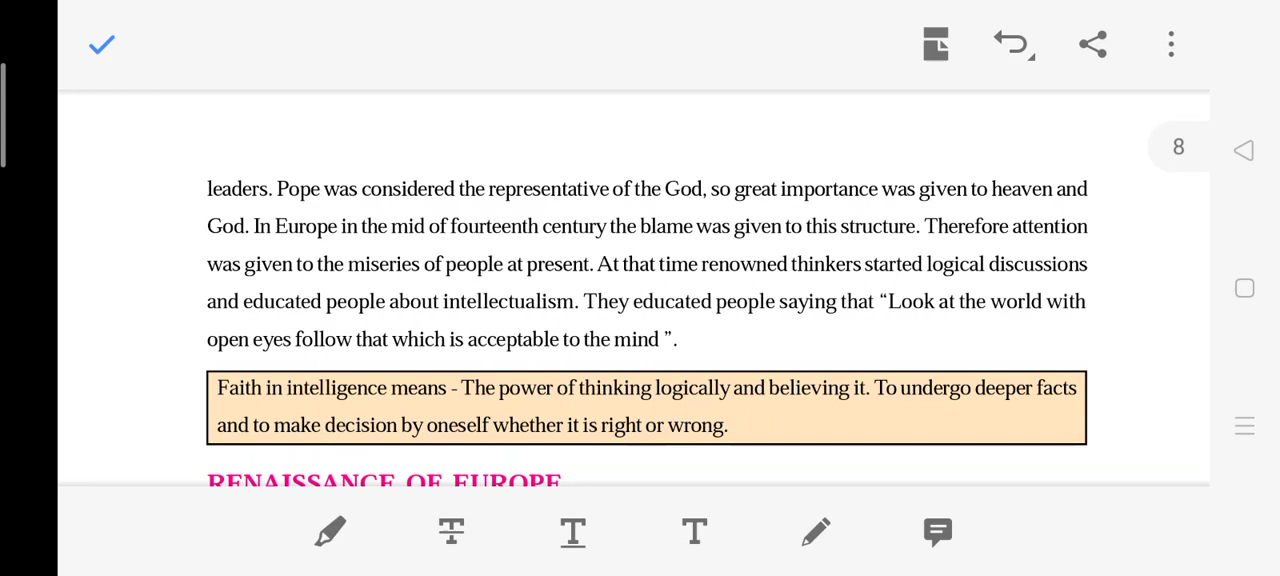 8
leaders. Pope was considered the representative of the God, so great importance was given to heaven and
God. In Europe in the mid of fourteenth century the blame was given to this structure. Therefore attention
was given to the miseries of people at present. At that time renowned thinkers started logical discussions
and educated people about intellectualism. They educated people saying that “Look at the world with
open eyes follow that which is acceptable to the mind ”.
Faith in intelligence means - The power of thinking logically and believing it. To undergo deeper facts
and to make decision by oneself whether it is right or wrong.
RENAISSANCE OF EUROPE